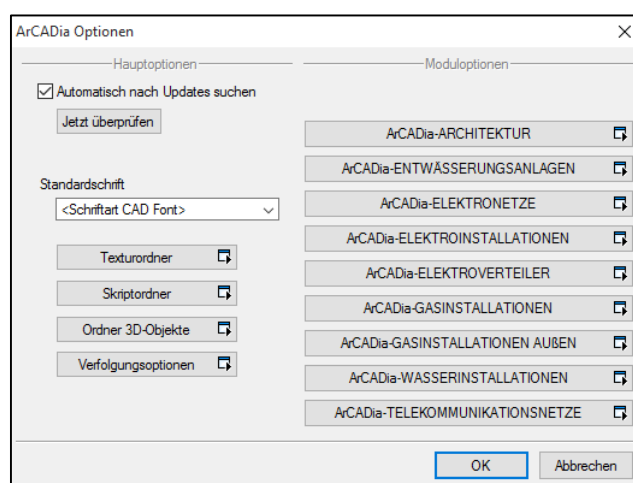 ArCADia Optionen
Hauptoptionen
Automatisch nach Updates suchen
Jetzt überprüfen
Standardschrift
<Schriftart CAD Font>
Texturordner
Skriptordner
Ordner 3D-Objekte
Verfolgungsoptionen
Moduloptionen
ArCADia-ARCHITEKTUR
ArCADia-ENTWÄSSERUNGSANLAGEN
ArCADia-ELEKTRONETZE
ArCADia-ELEKTROINSTALLATIONEN
ArCADia-ELEKTROVERTEILER
ArCADia-GASINSTALLATIONEN
ArCADia-GASINSTALLATIONEN AUßEN
ArCADia-WASSERINSTALLATIONEN
ArCADia-TELEKOMMUNIKATIONSNETZE
OK
Abbrechen